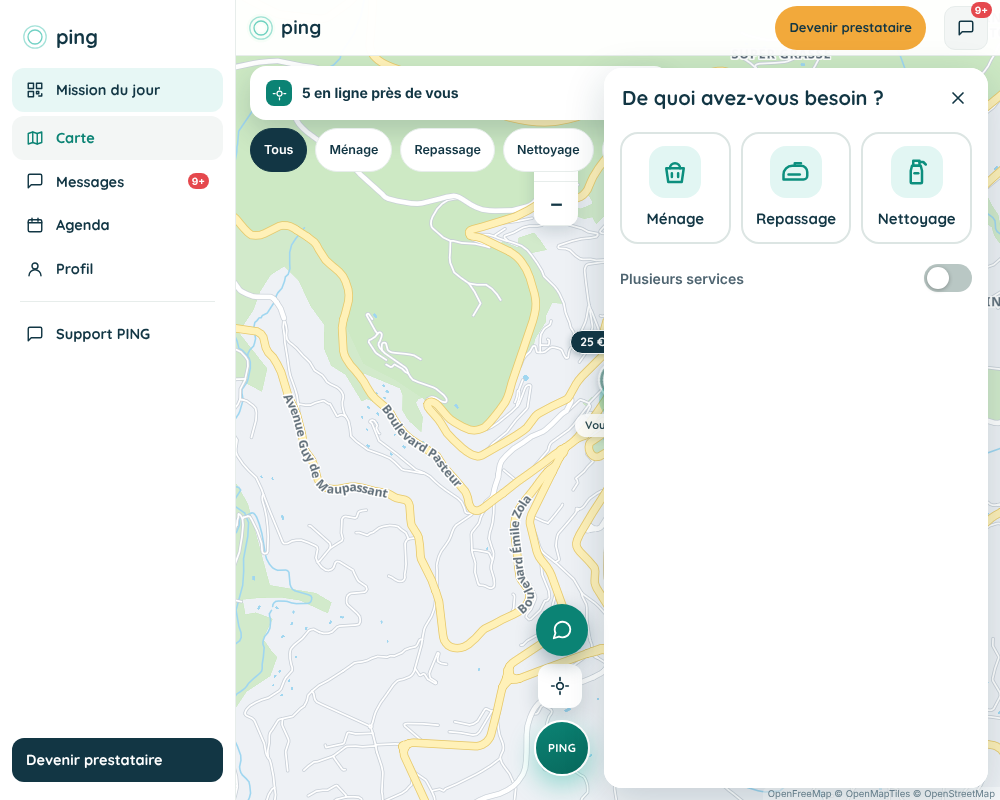 ping
Mission du jour
Carte
Messages
9+
Agenda
Profil
Support PING
Devenir prestataire
ping
Devenir prestataire
9+
5 en ligne près de vous
Tous
Ménage
Repassage
Nettoyage
De quoi avez-vous besoin ?
Ménage
Repassage
Nettoyage
Plusieurs services
25 €
Vou
Avenue Guy de Maupassant
Boulevard Pasteur
Boulevard Émile Zola
PING
OpenFreeMap © OpenMapTiles © OpenStreetMap